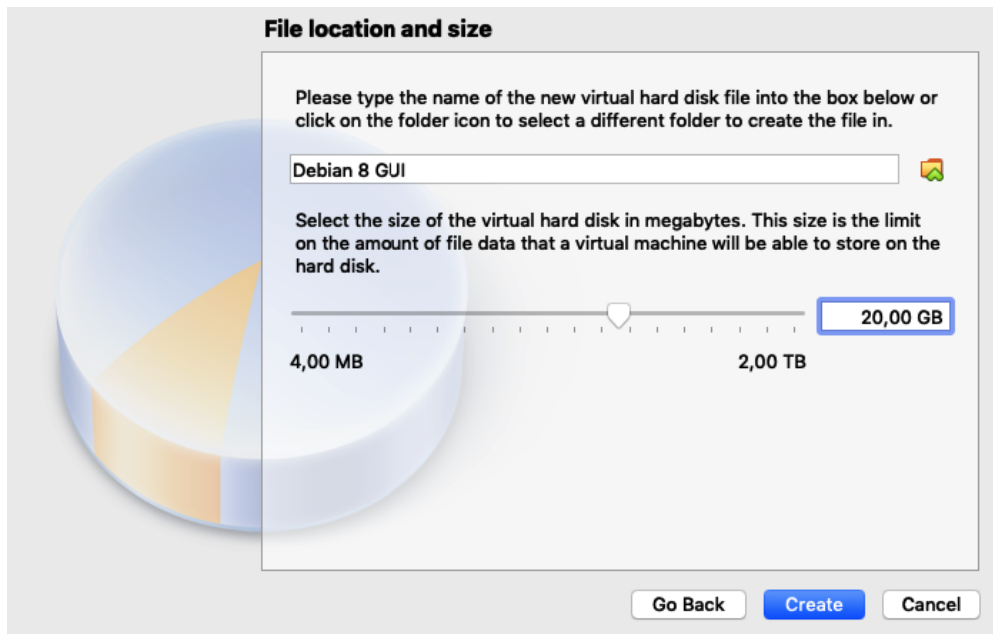 File location and size
Please type the name of the new virtual hard disk file into the box below or
click on the folder icon to select a different folder to create the file in.
Debian 8 GUI
Select the size of the virtual hard disk in megabytes. This size is the limit
on the amount of file data that a virtual machine will be able to store on the
hard disk.
20,00 GB
4,00 MB
2,00 TB
Go Back
Create
Cancel